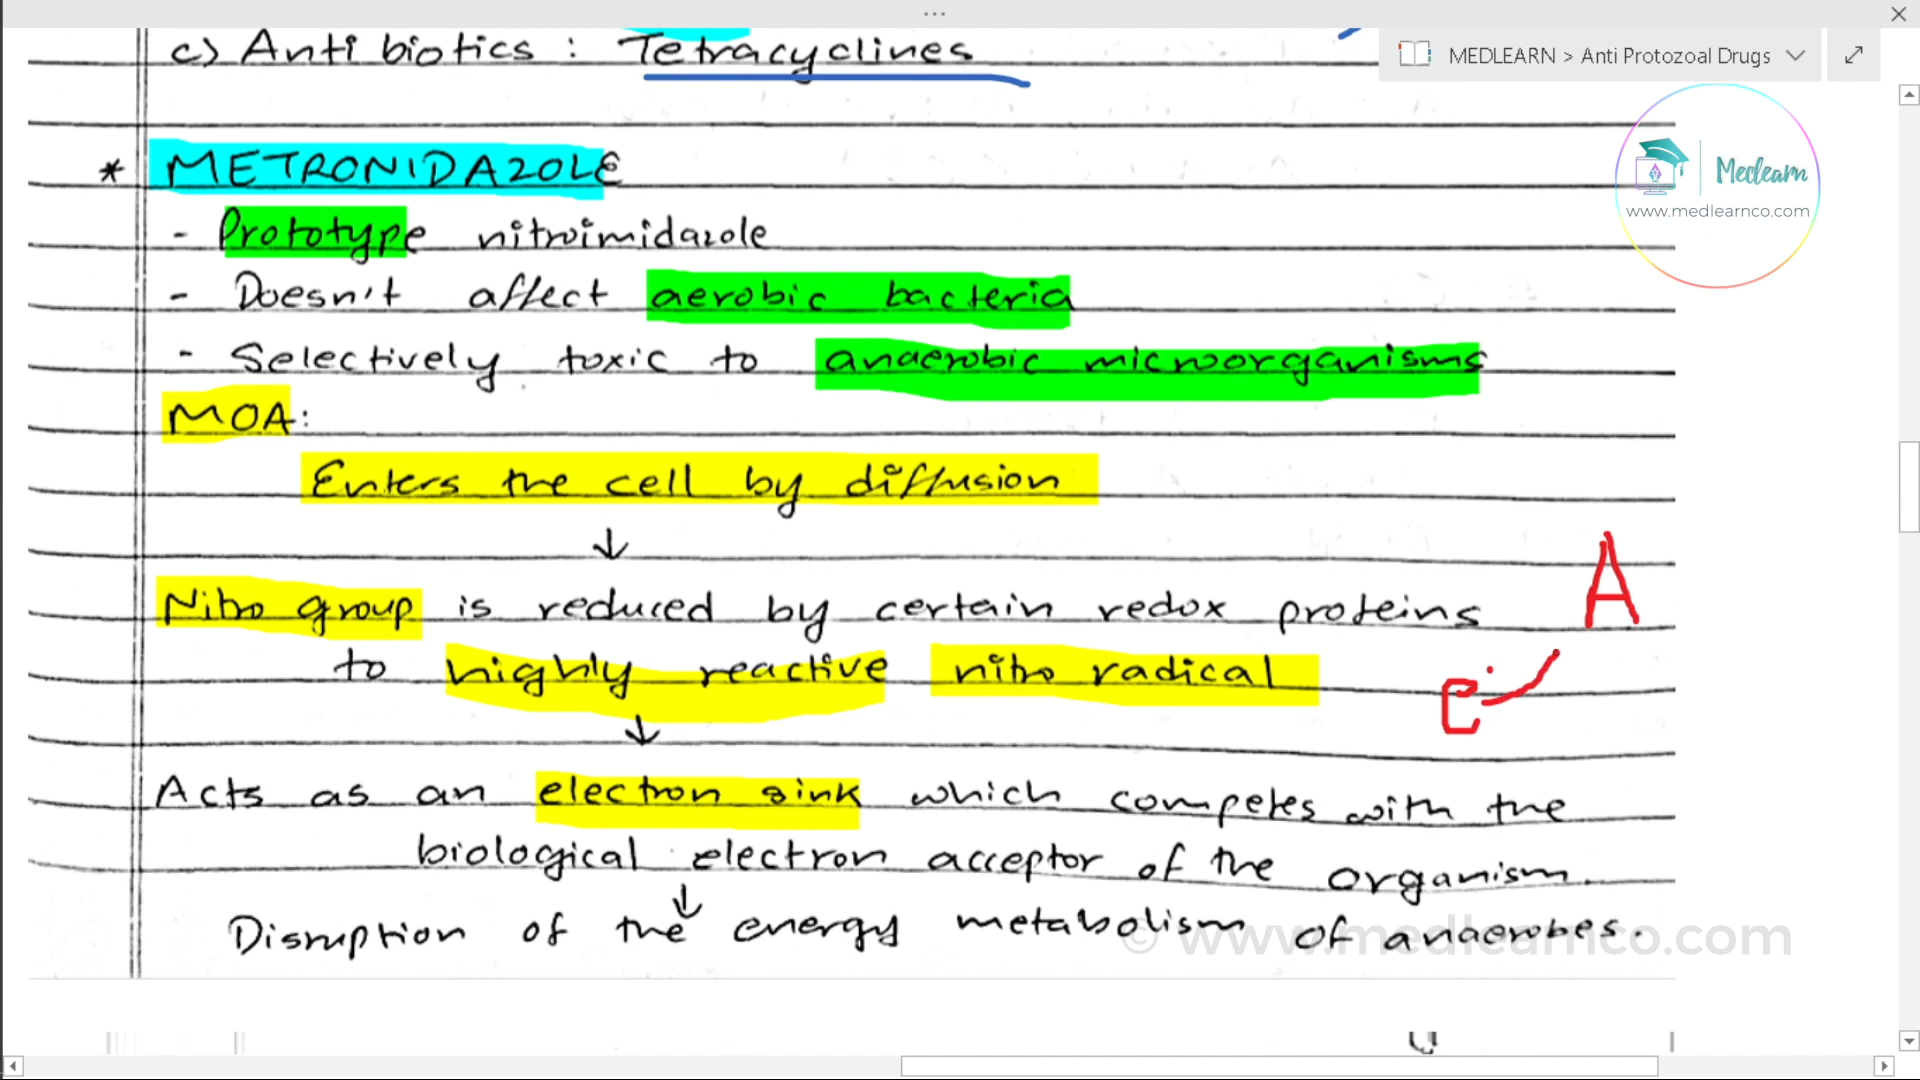 c) Anti biotics : Tetracyclines
MEDLEARN > Anti Protozoal Drugs
Medlearn
www.medlearnco.com
* METRONIDAZOLE
- Prototype nitroimidazole
- Doesn't affect aerobic bacteria
- Selectively toxic to anaerobic microorganisms
MOA:
Enters the cell by diffusion
↓
Nitro group is reduced by certain redox proteins
A
to highly reactive nitro radical
e-
↓
Acts as an electron sink which competes with the
biological electron acceptor of the organism.
↓
Disruption of the energy metabolism of anaerobes.
© www.medlearnco.com